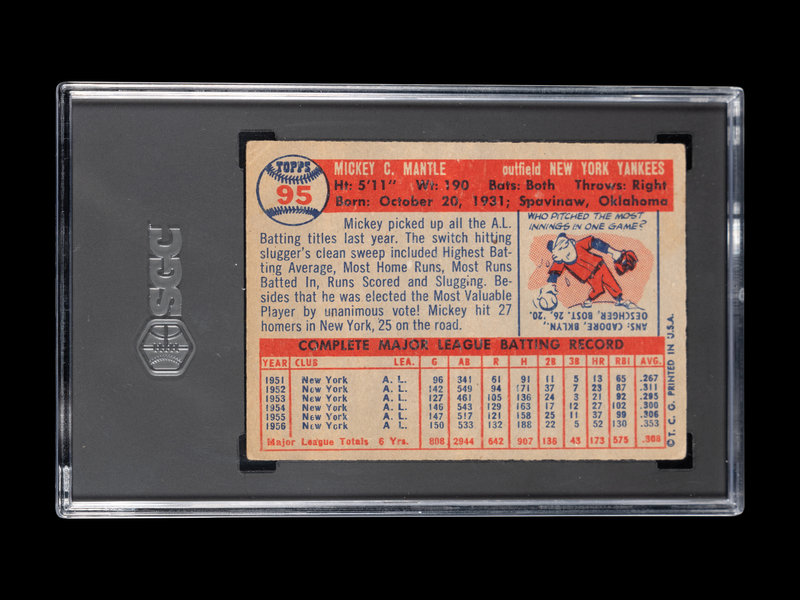 SGC
TOPPS
95
MICKEY C. MANTLE outfield NEW YORK YANKEES
Ht: 5'11" Wt: 190 Bats: Both Throws: Right
Born: October 20, 1931; Spavinaw, Oklahoma
Mickey picked up all the A.L.
Batting titles last year. The switch hitting
slugger's clean sweep included Highest Bat-
ting Average, Most Home Runs, Most Runs
Batted In, Runs Scored and Slugging. Be-
sides that he was elected the Most Valuable
Player by unanimous vote! Mickey hit 27
homers in New York, 25 on the road.
WHO PITCHED THE MOST
INNINGS IN ONE GAME?
ANS: CADORE, BKLYN.,
OESCHGER, BOST. 26, '20.
COMPLETE MAJOR LEAGUE BATTING RECORD
YEAR CLUB LEA. G AB R H 2B 3B HR RBI AVG.
1951 New York A. L. 96 341 61 91 11 5 13 65 .267
1952 New York A. L. 142 549 94 171 37 7 23 87 .311
1953 New York A. L. 127 461 105 136 24 3 21 92 .295
1954 New York A. L. 146 543 129 163 17 12 27 102 .300
1955 New York A. L. 147 517 121 158 25 11 37 99 .306
1956 New York A. L. 150 533 132 188 22 5 52 130 .353
Major League Totals 6 Yrs. 808 2944 642 907 136 43 173 575 .308
© T. C. G. PRINTED IN U.S.A.